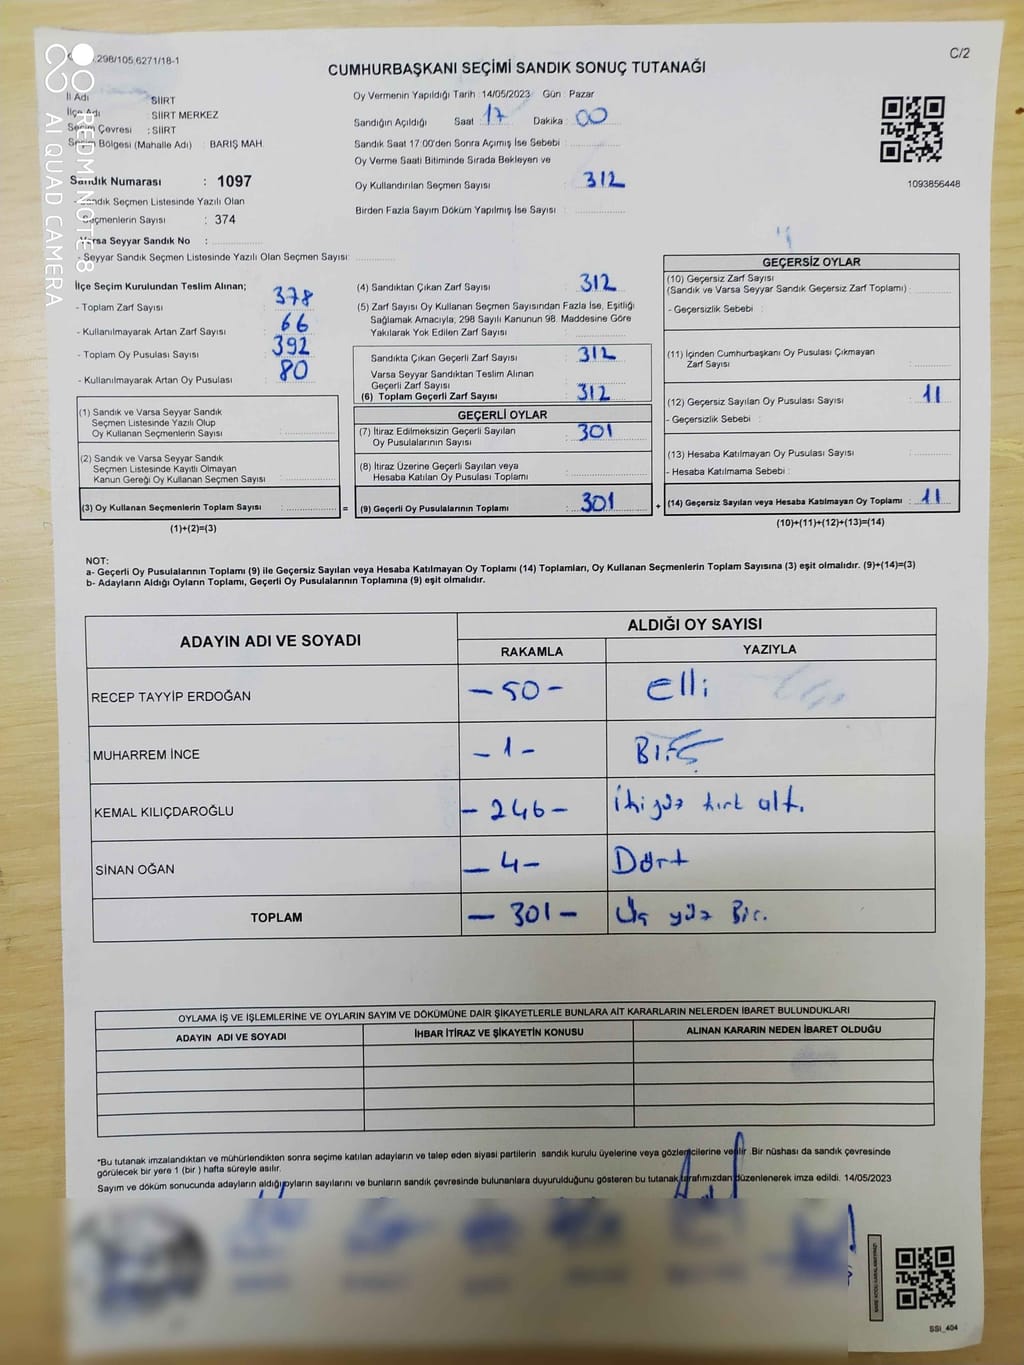 .298/105,6271/18-1
C/2
CUMHURBAŞKANI SEÇİMİ SANDIK SONUÇ TUTANAĞI
İl Adı : SİİRT
İlçe Adı : SİİRT MERKEZ
Seçim Çevresi : SİİRT
Seçim Bölgesi (Mahalle Adı) : BARIŞ MAH.
Sandık Numarası : 1097
Sandık Seçmen Listesinde Yazılı Olan
Seçmenlerin Sayısı : 374
Varsa Seyyar Sandık No :
- Seyyar Sandık Seçmen Listesinde Yazılı Olan Seçmen Sayısı:
Oy Vermenin Yapıldığı Tarih :14/05/2023 Gün : Pazar
Sandığın Açıldığı Saat : 17 Dakika : 00
Sandık Saat 17:00'den Sonra Açımış İse Sebebi :
Oy Verme Saati Bitiminde Sırada Bekleyen ve
Oy Kullandırılan Seçmen Sayısı : 312
Birden Fazla Sayım Döküm Yapılmış İse Sayısı :
1093856448
İlçe Seçim Kurulundan Teslim Alınan;
- Toplam Zarf Sayısı : 378
- Kullanılmayarak Artan Zarf Sayısı : 66
- Toplam Oy Pusulası Sayısı : 392
- Kullanılmayarak Artan Oy Pusulası : 80
(1) Sandık ve Varsa Seyyar Sandık
Seçmen Listesinde Yazılı Olup
Oy Kullanan Seçmenlerin Sayısı :
(2) Sandık ve Varsa Seyyar Sandık
Seçmen Listesinde Kayıtlı Olmayan
Kanun Gereği Oy Kullanan Seçmen Sayısı :
(3) Oy Kullanan Seçmenlerin Toplam Sayısı :
=
(1)+(2)=(3)
(4) Sandıktan Çıkan Zarf Sayısı : 312
(5) Zarf Sayısı Oy Kullanan Seçmen Sayısından Fazla İse, Eşitliği
Sağlamak Amacıyla, 298 Sayılı Kanunun 98. Maddesine Göre
Yakılarak Yok Edilen Zarf Sayısı :
Sandıkta Çıkan Geçerli Zarf Sayısı : 312
Varsa Seyyar Sandıktan Teslim Alınan
Geçerli Zarf Sayısı :
(6) Toplam Geçerli Zarf Sayısı : 312
GEÇERLİ OYLAR
(7) İtiraz Edilmeksizin Geçerli Sayılan
Oy Pusulalarının Sayısı : 301
(8) İtiraz Üzerine Geçerli Sayılan veya
Hesaba Katılan Oy Pusulası Toplamı :
(9) Geçerli Oy Pusulalarının Toplamı : 301
+
GEÇERSİZ OYLAR
(10) Geçersiz Zarf Sayısı
(Sandık ve Varsa Seyyar Sandık Geçersiz Zarf Toplamı) :
- Geçersizlik Sebebi :
(11) İçinden Cumhurbaşkanı Oy Pusulası Çıkmayan
Zarf Sayısı :
(12) Geçersiz Sayılan Oy Pusulası Sayısı : 11
- Geçersizlik Sebebi :
(13) Hesaba Katılmayan Oy Pusulası Sayısı :
- Hesaba Katılmama Sebebi :
(14) Geçersiz Sayılan veya Hesaba Katılmayan Oy Toplamı : 11
(10)+(11)+(12)+(13)=(14)
NOT:
a- Geçerli Oy Pusulalarının Toplamı (9) ile Geçersiz Sayılan veya Hesaba Katılmayan Oy Toplamı (14) Toplamları, Oy Kullanan Seçmenlerin Toplam Sayısına (3) eşit olmalıdır. (9)+(14)=(3)
b- Adayların Aldığı Oyların Toplamı, Geçerli Oy Pusulalarının Toplamına (9) eşit olmalıdır.
ADAYIN ADI VE SOYADI ALDIĞI OY SAYISI
RAKAMLA YAZIYLA
RECEP TAYYİP ERDOĞAN - 50 - Elli
MUHARREM İNCE - 1 - Bir
KEMAL KILIÇDAROĞLU - 246 - İkiyüz kırk altı
SİNAN OĞAN - 4 - Dört
TOPLAM - 301 - Üç yüz Bir.
OYLAMA İŞ VE İŞLEMLERİNE VE OYLARIN SAYIM VE DÖKÜMÜNE DAİR ŞİKAYETLERLE BUNLARA AİT KARARLARIN NELERDEN İBARET BULUNDUKLARI
ADAYIN ADI VE SOYADI İHBAR İTİRAZ VE ŞİKAYETİN KONUSU ALINAN KARARIN NEDEN İBARET OLDUĞU
*Bu tutanak imzalandıktan ve mühürlendikten sonra seçime katılan adayların ve talep eden siyasi partilerin sandık kurulu üyelerine veya gözlemcilerine verilir. Bir nüshası da sandık çevresinde
görülecek bir yere 1 (bir ) hafta süreyle asılır.
Sayım ve döküm sonucunda adayların aldığı oyların sayılarını ve bunların sandık çevresinde bulunanlara duyurulduğunu gösteren bu tutanak tarafımızdan düzenlenerek imza edildi. 14/05/2023
SSI_404
REDMI NOTE 8
AI QUAD CAMERA